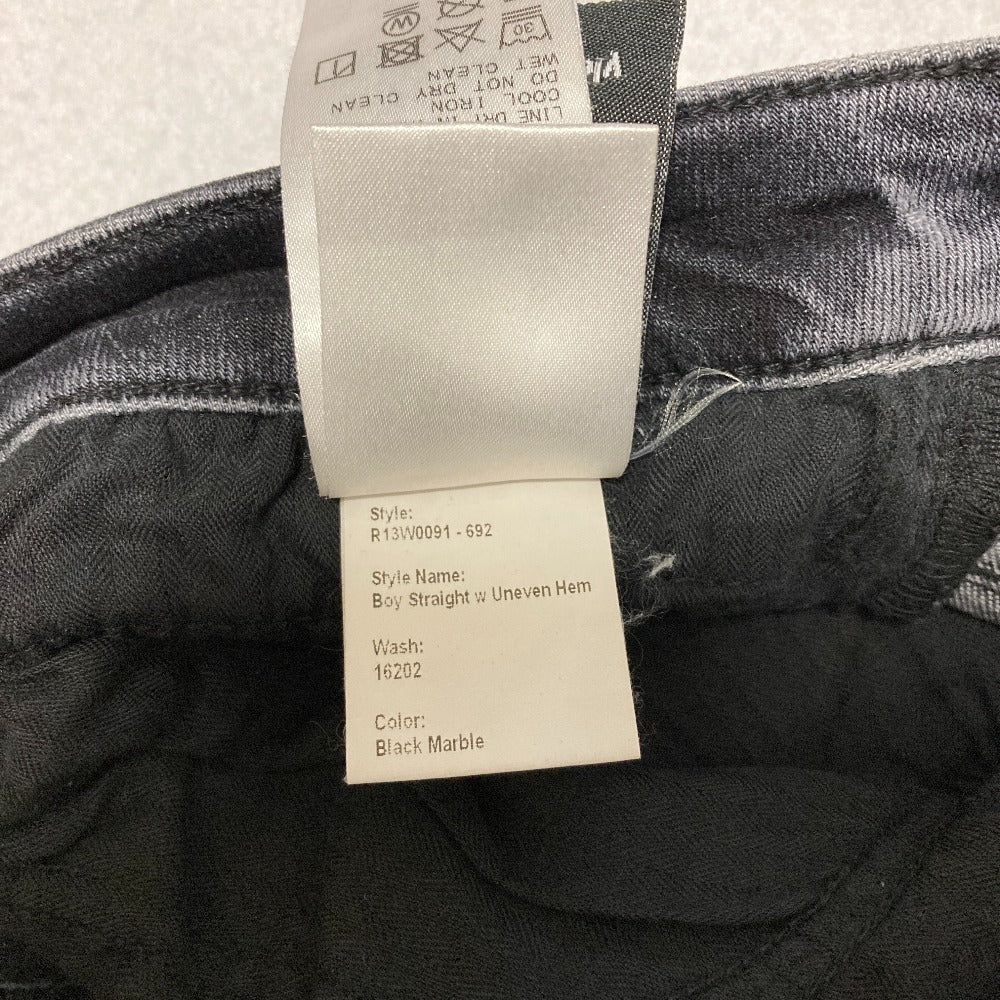 WET CLEAN
DO NOT DRY CLEAN
COOL IRON
LINE DRY IN
30
W
Style:
R13W0091 - 692
Style Name:
Boy Straight w Uneven Hem
Wash:
16202
Color:
Black Marble